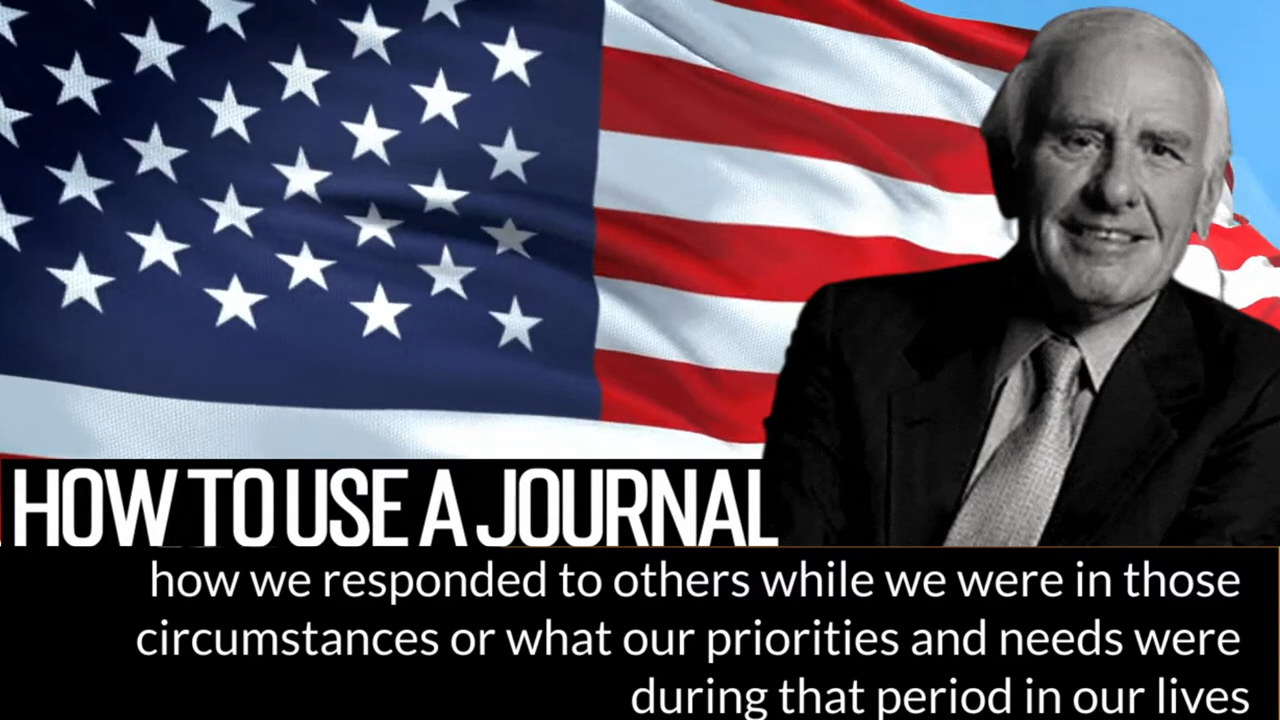 HOW TO USE A JOURNAL
how we responded to others while we were in those
circumstances or what our priorities and needs were
during that period in our lives